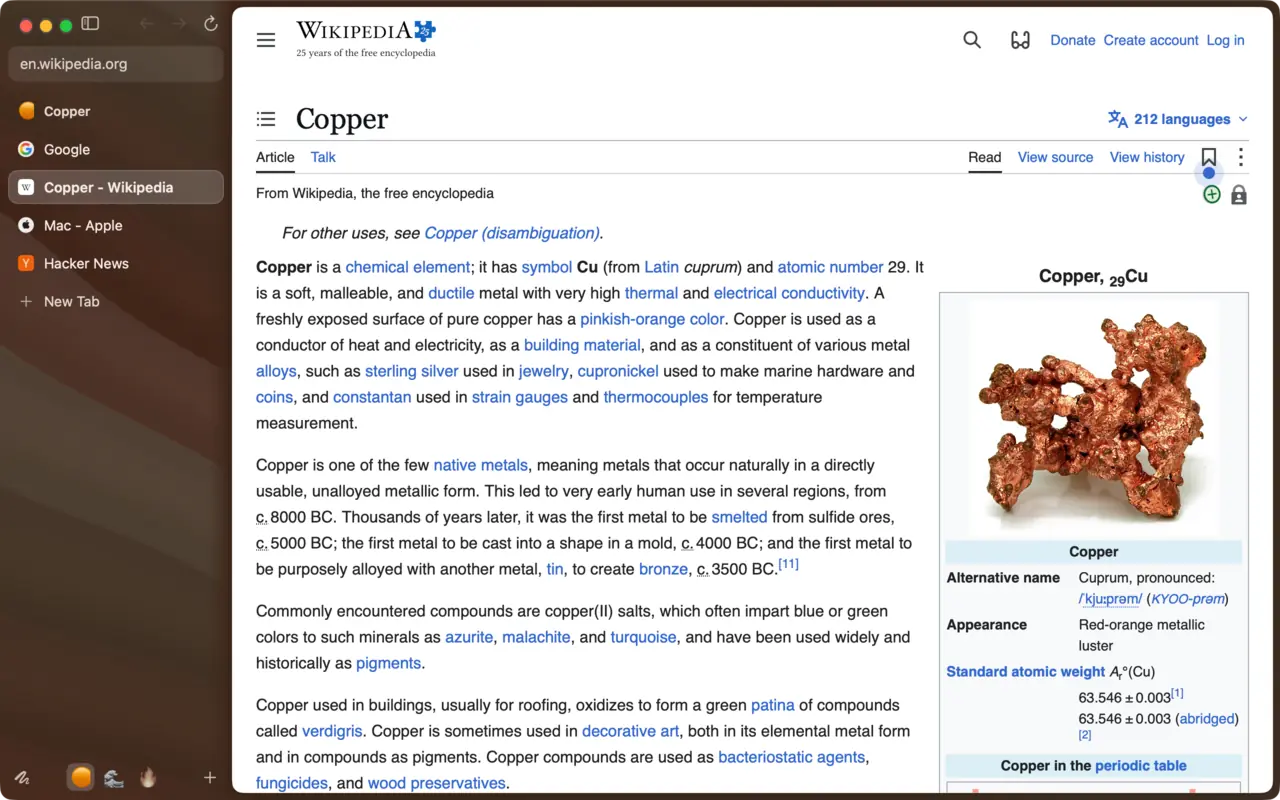 en.wikipedia.org
Copper
Google
W
Copper - Wikipedia
Mac - Apple
Y
Hacker News
New Tab
WIKIPEDIA 25
25 years of the free encyclopedia
Donate Create account Log in
Copper
212 languages
Article Talk
Read View source View history
From Wikipedia, the free encyclopedia
For other uses, see Copper (disambiguation).
Copper is a chemical element; it has symbol Cu (from Latin cuprum) and atomic number 29. It
is a soft, malleable, and ductile metal with very high thermal and electrical conductivity. A
freshly exposed surface of pure copper has a pinkish-orange color. Copper is used as a
conductor of heat and electricity, as a building material, and as a constituent of various metal
alloys, such as sterling silver used in jewelry, cupronickel used to make marine hardware and
coins, and constantan used in strain gauges and thermocouples for temperature
measurement.
Copper is one of the few native metals, meaning metals that occur naturally in a directly
usable, unalloyed metallic form. This led to very early human use in several regions, from
c. 8000 BC. Thousands of years later, it was the first metal to be smelted from sulfide ores,
c. 5000 BC; the first metal to be cast into a shape in a mold, c. 4000 BC; and the first metal to
be purposely alloyed with another metal, tin, to create bronze, c. 3500 BC.[11]
Commonly encountered compounds are copper(II) salts, which often impart blue or green
colors to such minerals as azurite, malachite, and turquoise, and have been used widely and
historically as pigments.
Copper used in buildings, usually for roofing, oxidizes to form a green patina of compounds
called verdigris. Copper is sometimes used in decorative art, both in its elemental metal form
and in compounds as pigments. Copper compounds are used as bacteriostatic agents,
fungicides, and wood preservatives.
Copper, 29Cu
Copper
Alternative name Cuprum, pronounced:
/ˈkjuːprəm/ (KYOO-prəm)
Appearance Red-orange metallic
luster
Standard atomic weight Ar°(Cu)
63.546 ± 0.003[1]
63.546 ± 0.003 (abridged)
[2]
Copper in the periodic table